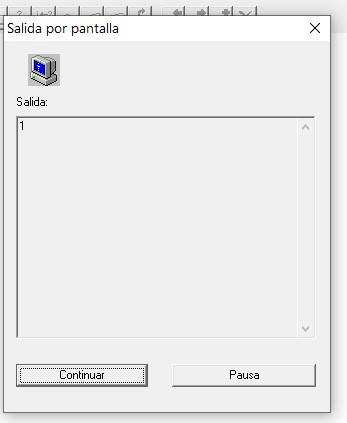 Salida por pantalla
Salida:
1
Continuar
Pausa